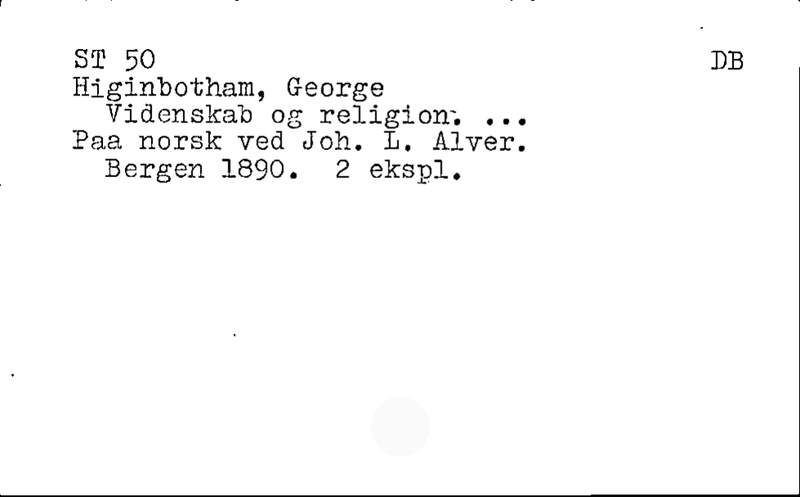 ST 50 DB
Higinbotham, George
Videnskab og religion. ...
Paa norsk ved Joh. L. Alver.
Bergen 1890. 2 ekspl.